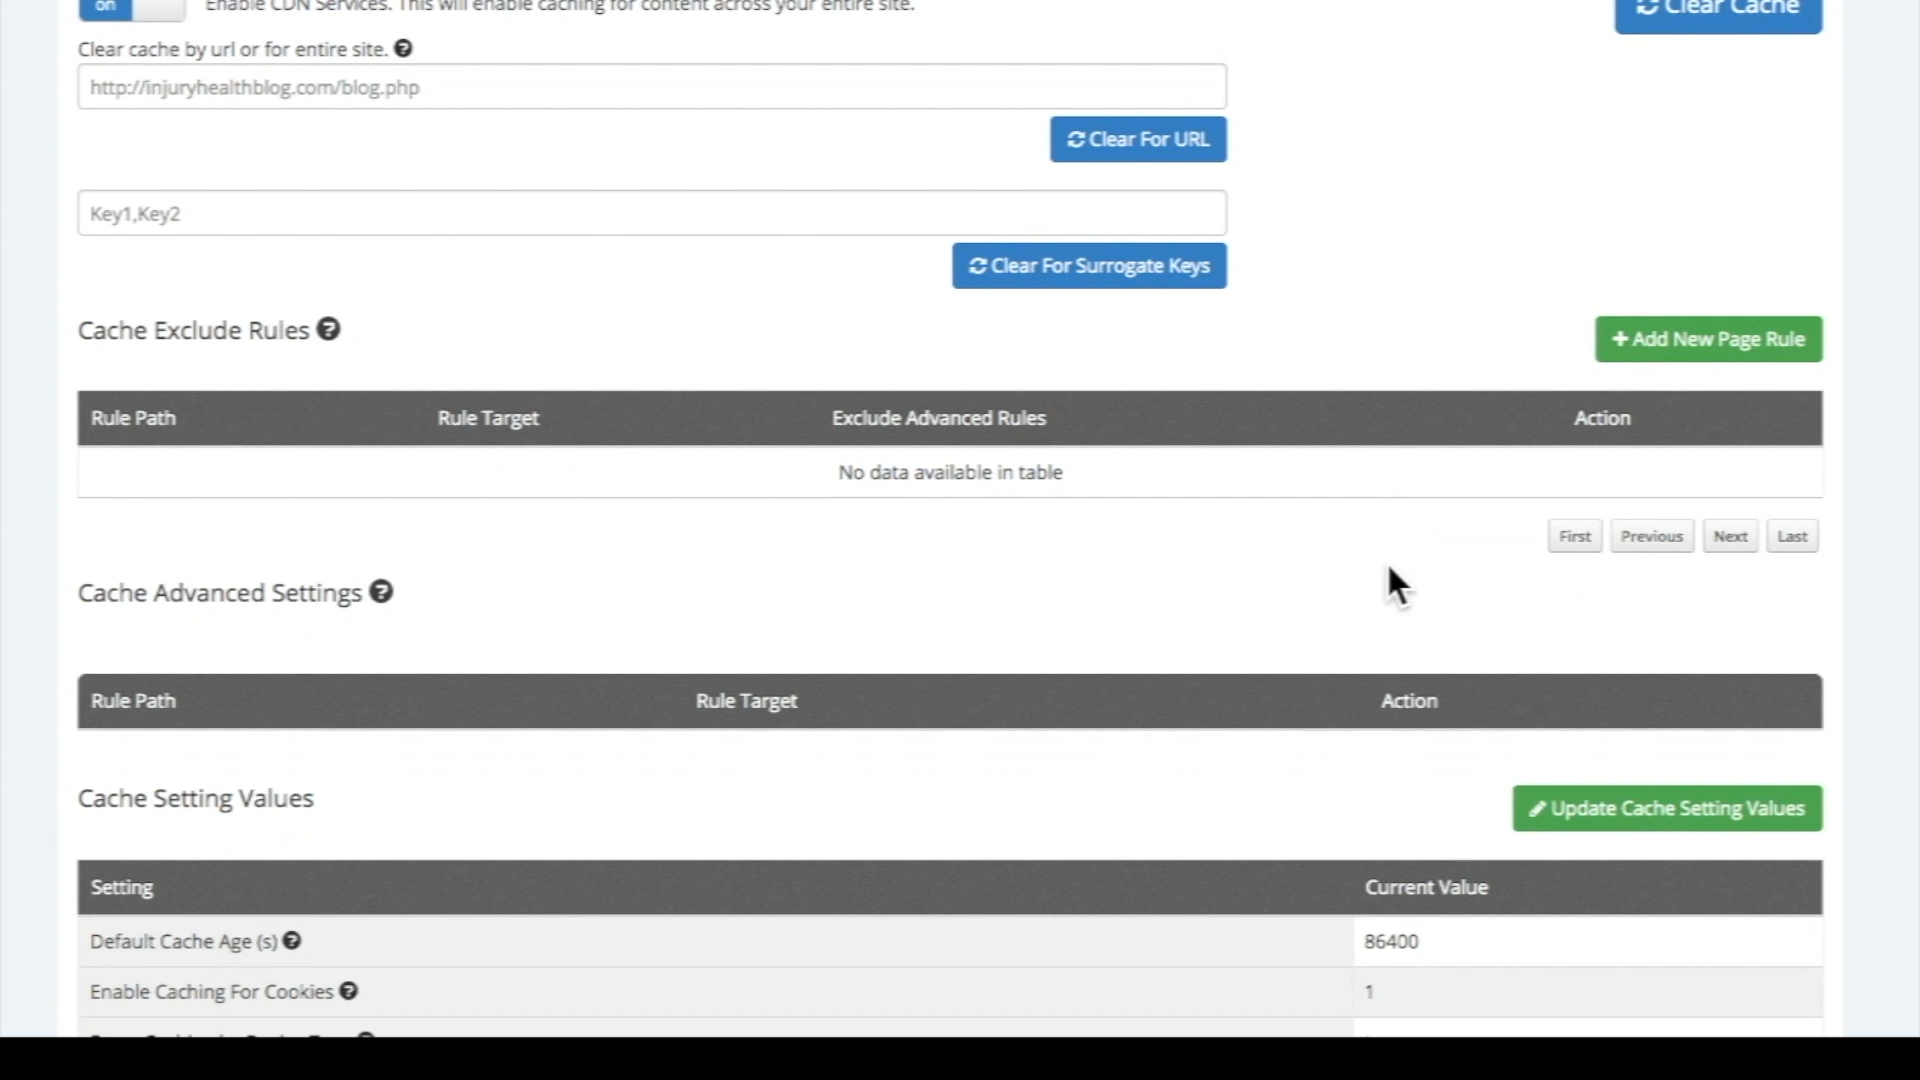 on Enable CDN Services. This will enable caching for content across your entire site.
Clear Cache
Clear cache by url or for entire site.
http://injuryhealthblog.com/blog.php
Clear For URL
Key1,Key2
Clear For Surrogate Keys
Cache Exclude Rules
+ Add New Page Rule
Rule Path Rule Target Exclude Advanced Rules Action
No data available in table
First Previous Next Last
Cache Advanced Settings
Rule Path Rule Target Action
Cache Setting Values
Update Cache Setting Values
Setting Current Value
Default Cache Age (s) 86400
Enable Caching For Cookies 1